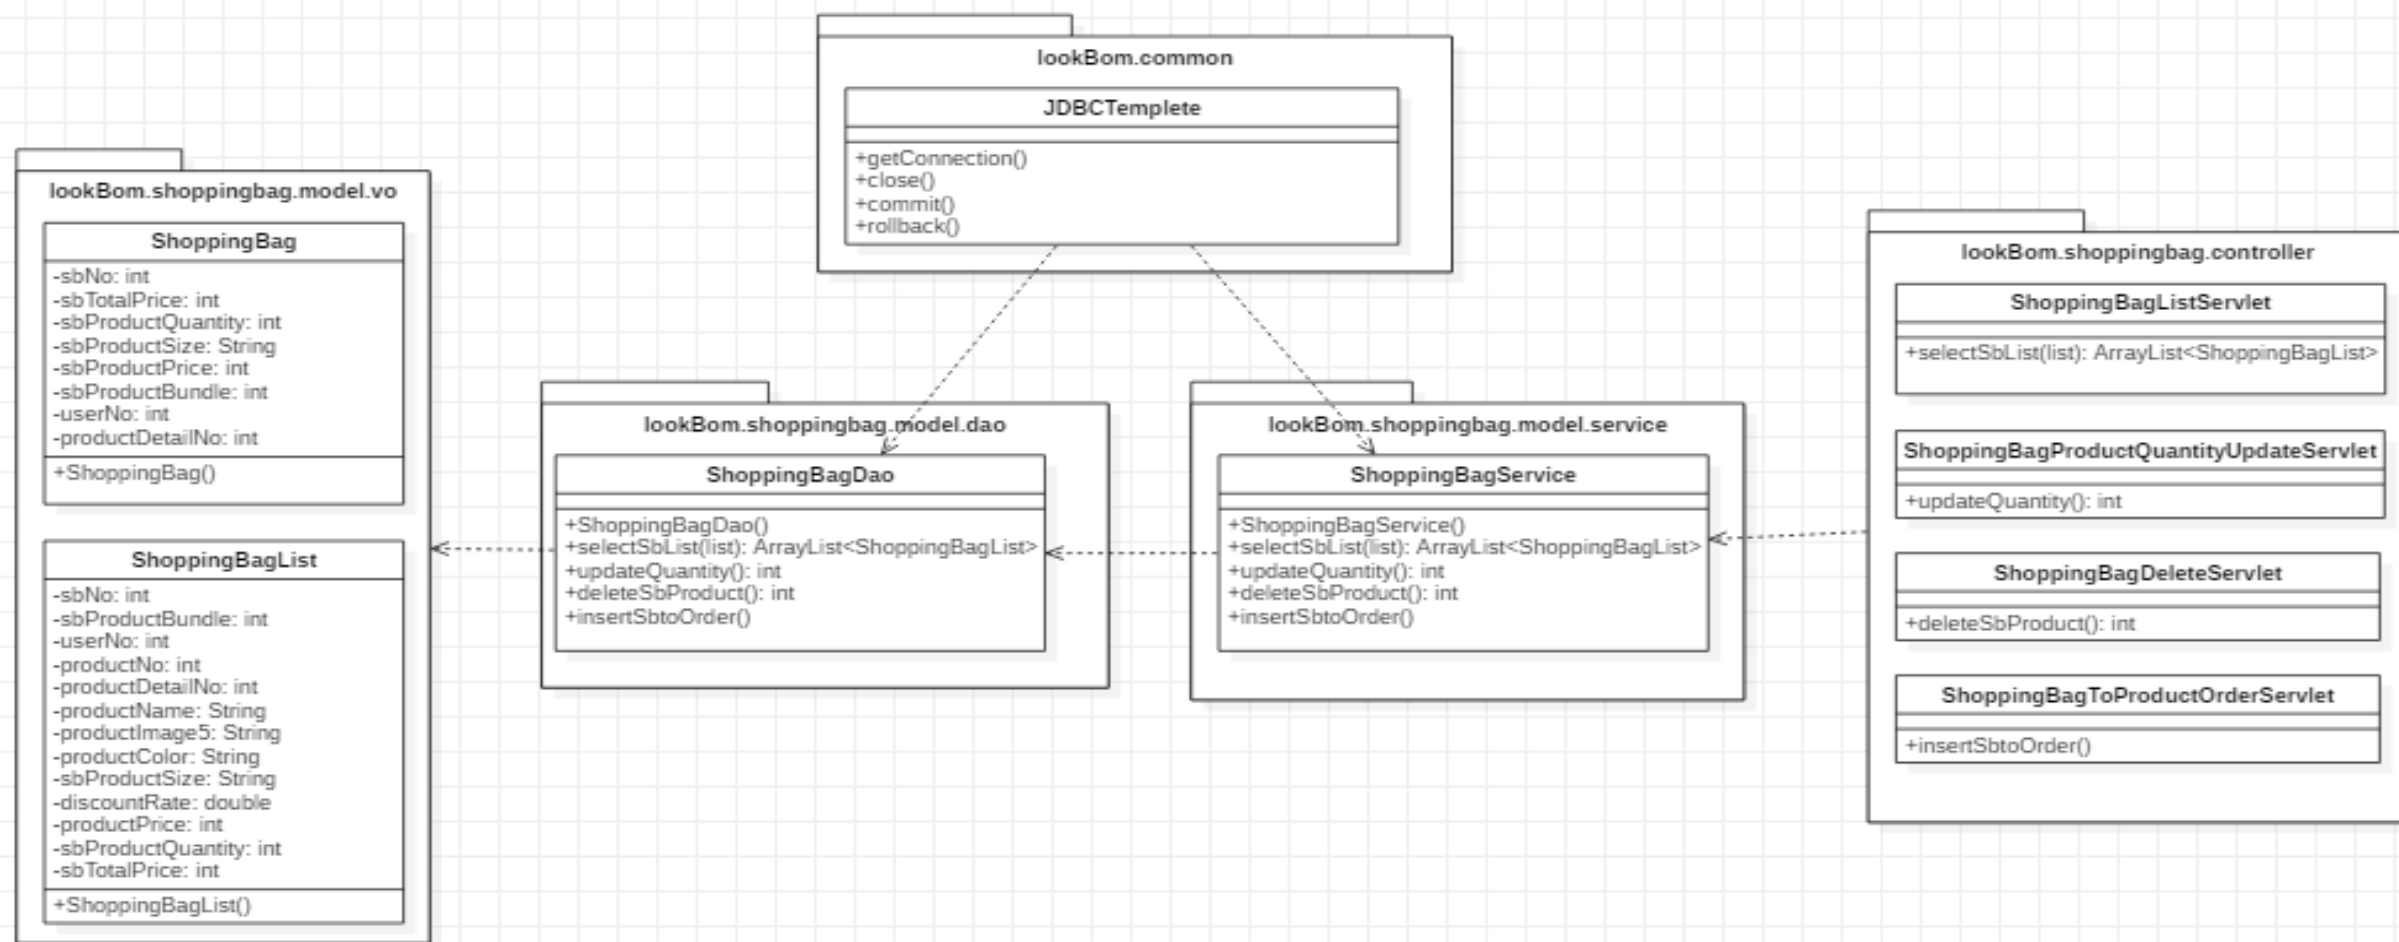 lookBom.common
JDBCTemplete
+getConnection()
+close()
+commit()
+rollback()
lookBom.shoppingbag.model.vo
ShoppingBag
-sbNo: int
-sbTotalPrice: int
-sbProductQuantity: int
-sbProductSize: String
-sbProductPrice: int
-sbProductBundle: int
-userNo: int
-productDetailNo: int
+ShoppingBag()
ShoppingBagList
-sbNo: int
-sbProductBundle: int
-userNo: int
-productNo: int
-productDetailNo: int
-productName: String
-productImage5: String
-productColor: String
-sbProductSize: String
-discountRate: double
-productPrice: int
-sbProductQuantity: int
-sbTotalPrice: int
+ShoppingBagList()
lookBom.shoppingbag.model.dao
ShoppingBagDao
+ShoppingBagDao()
+selectSbList(list): ArrayList<ShoppingBagList>
+updateQuantity(): int
+deleteSbProduct(): int
+insertSbtoOrder()
lookBom.shoppingbag.model.service
ShoppingBagService
+ShoppingBagService()
+selectSbList(list): ArrayList<ShoppingBagList>
+updateQuantity(): int
+deleteSbProduct(): int
+insertSbtoOrder()
lookBom.shoppingbag.controller
ShoppingBagListServlet
+selectSbList(list): ArrayList<ShoppingBagList>
ShoppingBagProductQuantityUpdateServlet
+updateQuantity(): int
ShoppingBagDeleteServlet
+deleteSbProduct(): int
ShoppingBagToProductOrderServlet
+insertSbtoOrder()